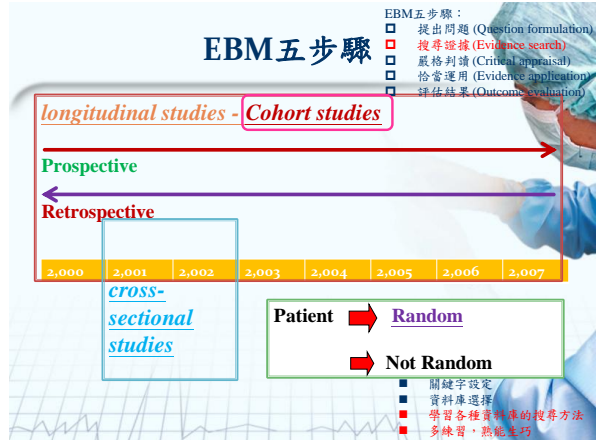 EBM五步驟
EBM五步驟：
提出問題 (Question formulation)
搜尋證據 (Evidence search)
嚴格判讀 (Critical appraisal)
恰當運用 (Evidence application)
評估結果 (Outcome evaluation)
longitudinal studies - Cohort studies
Prospective
Retrospective
2,000 2,001 2,002 2,003 2,004 2,005 2,006 2,007
cross-
sectional
studies
Patient Random
Not Random
關鍵字設定
資料庫選擇
學習各種資料庫的搜尋方法
多練習，熟能生巧